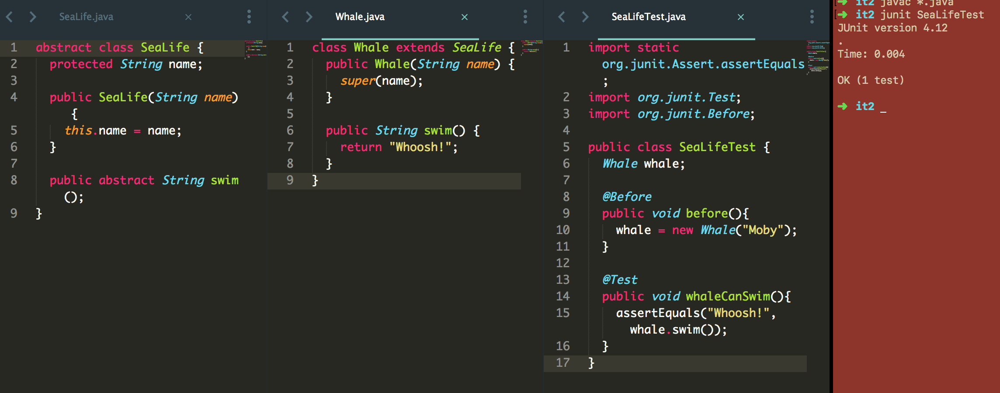 SeaLife.java ×
1 abstract class SeaLife {
2 protected String name;
3
4 public SeaLife(String name)
{
5 this.name = name;
6 }
7
8 public abstract String swim
();
9 }
Whale.java ×
1 class Whale extends SeaLife {
2 public Whale(String name) {
3 super(name);
4 }
5
6 public String swim() {
7 return "Whoosh!";
8 }
9 }
SeaLifeTest.java ×
1 import static
org.junit.Assert.assertEquals
;
2 import org.junit.Test;
3 import org.junit.Before;
4
5 public class SeaLifeTest {
6 Whale whale;
7
8 @Before
9 public void before(){
10 whale = new Whale("Moby");
11 }
12
13 @Test
14 public void whaleCanSwim(){
15 assertEquals("Whoosh!",
whale.swim());
16 }
17 }
[➜ it2 javac *.java
[➜ it2 junit SeaLifeTest
JUnit version 4.12
.
Time: 0.004
OK (1 test)
➜ it2 _